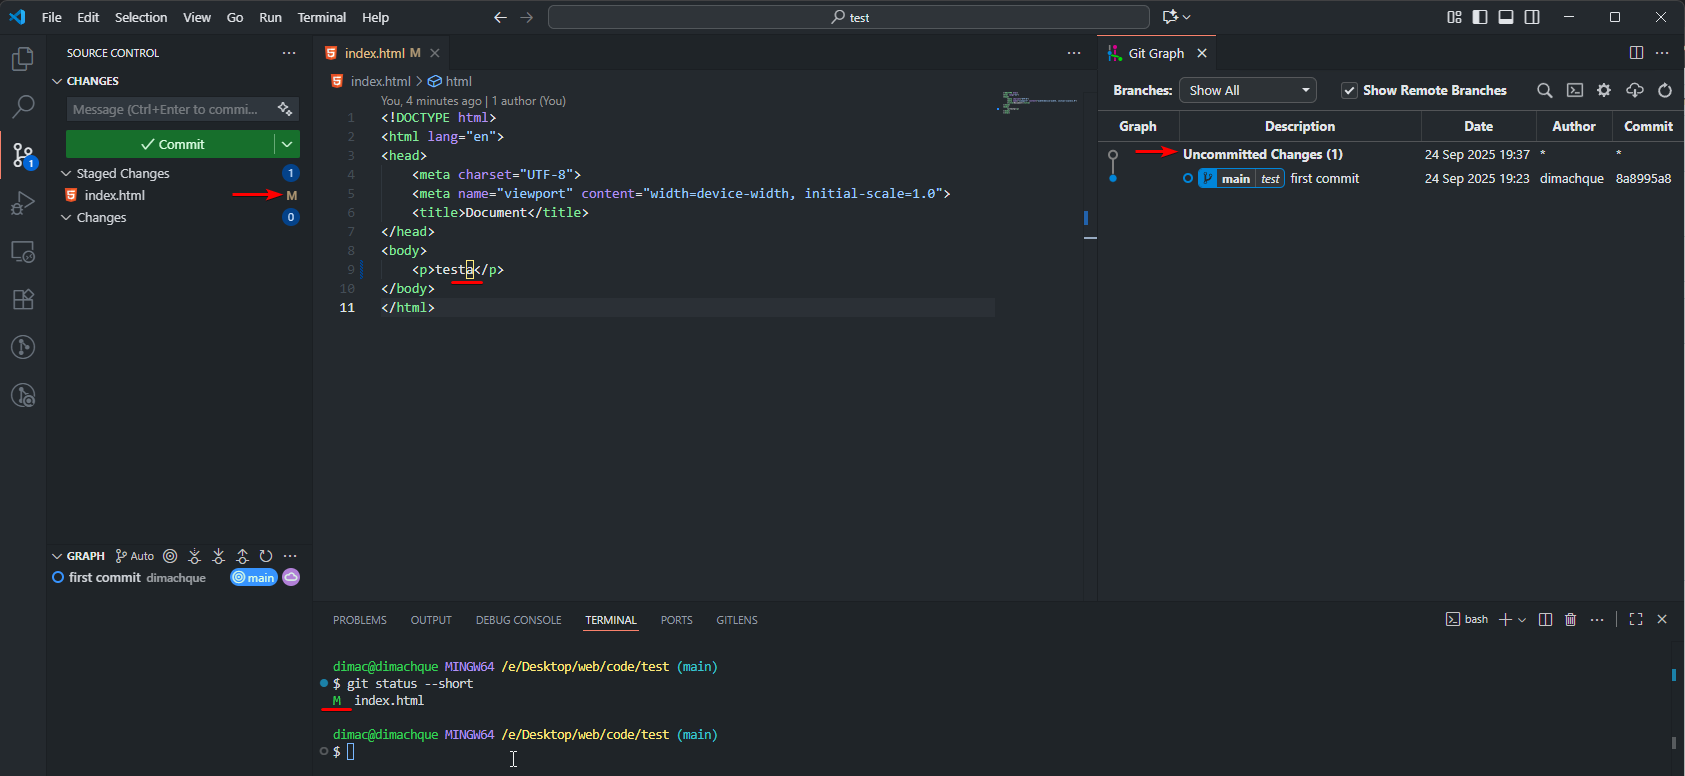 File Edit Selection View Go Run Terminal Help
test
SOURCE CONTROL
CHANGES
Message (Ctrl+Enter to commi...
Commit
Staged Changes 1
index.html M
Changes 0
1
GRAPH Auto
first commit dimachque main
index.html M
index.html > html
You, 4 minutes ago | 1 author (You)
1 <!DOCTYPE html>
2 <html lang="en">
3 <head>
4 <meta charset="UTF-8">
5 <meta name="viewport" content="width=device-width, initial-scale=1.0">
6 <title>Document</title>
7 </head>
8 <body>
9 <p>testa</p>
10 </body>
11 </html>
Git Graph
Branches: Show All Show Remote Branches
Graph Description Date Author Commit
Uncommitted Changes (1) 24 Sep 2025 19:37 * *
main test first commit 24 Sep 2025 19:23 dimachque 8a8995a8
PROBLEMS OUTPUT DEBUG CONSOLE TERMINAL PORTS GITLENS
bash
dimac@dimachque MINGW64 /e/Desktop/web/code/test (main)
$ git status --short
M index.html
dimac@dimachque MINGW64 /e/Desktop/web/code/test (main)
$